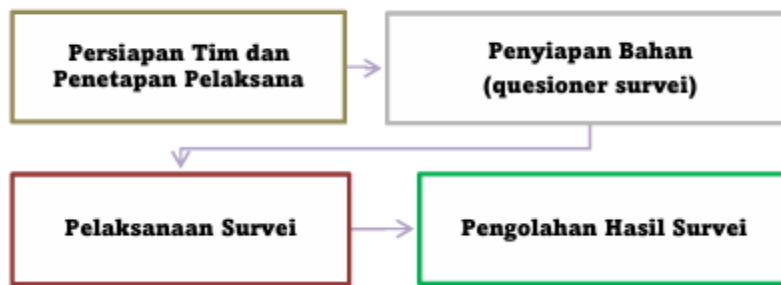 Persiapan Tim dan
Penetapan Pelaksana
Penyiapan Bahan
(quesioner survei)
Pelaksanaan Survei
Pengolahan Hasil Survei